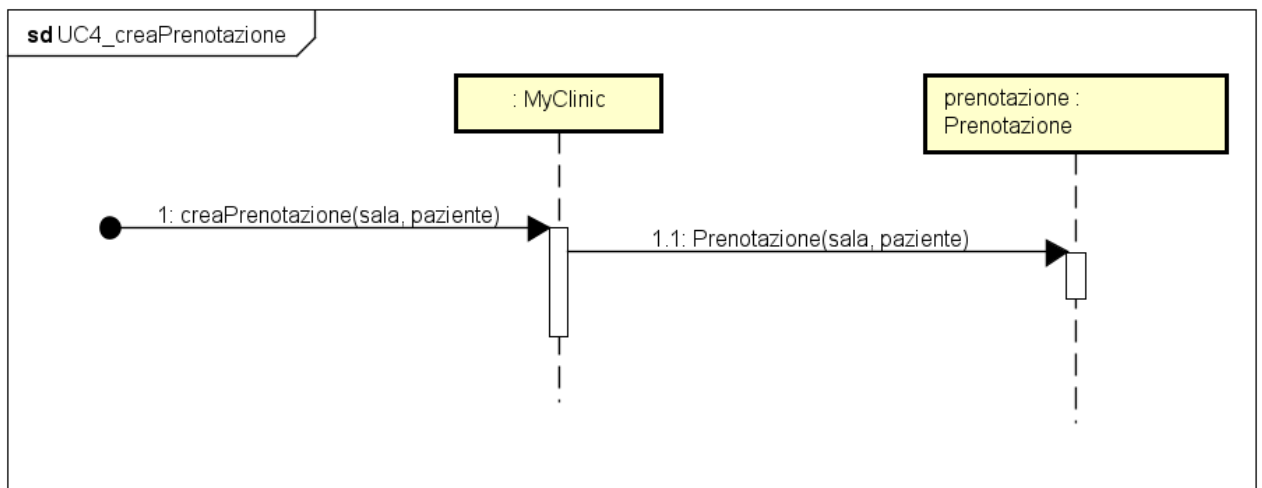 sd UC4_creaPrenotazione
: MyClinic
prenotazione :
Prenotazione
1: creaPrenotazione(sala, paziente)
1.1: Prenotazione(sala, paziente)